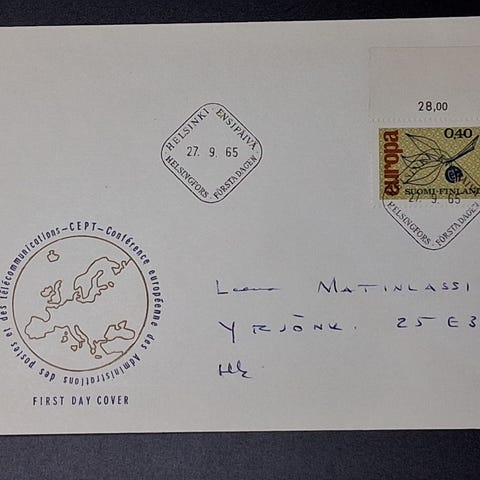 28,00
europa
0,40
SUOMI-FINLAND
27. 9. 65
HELSINGFORS · FÖRSTA DAGEN
HELSINKI · ENSIPÄIVÄ
27. 9. 65
HELSINGFORS · FÖRSTA DAGEN
CEPT-Conférence européenne des Administrations des postes et des télécommunications-
FIRST DAY COVER
Leena MATINLASSI
YRJÖNK. 25 E 3
Hki